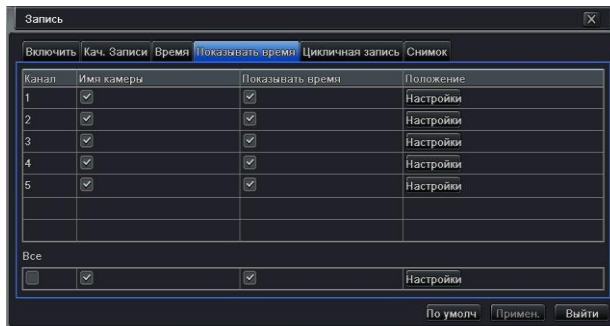 Запись
Включить Кач. Записи Время Показывать время Цикличная запись Снимок
Канал Имя камеры Показывать время Положение
1 Настройки
2 Настройки
3 Настройки
4 Настройки
5 Настройки
Все
Настройки
По умолч Примен. Выйти